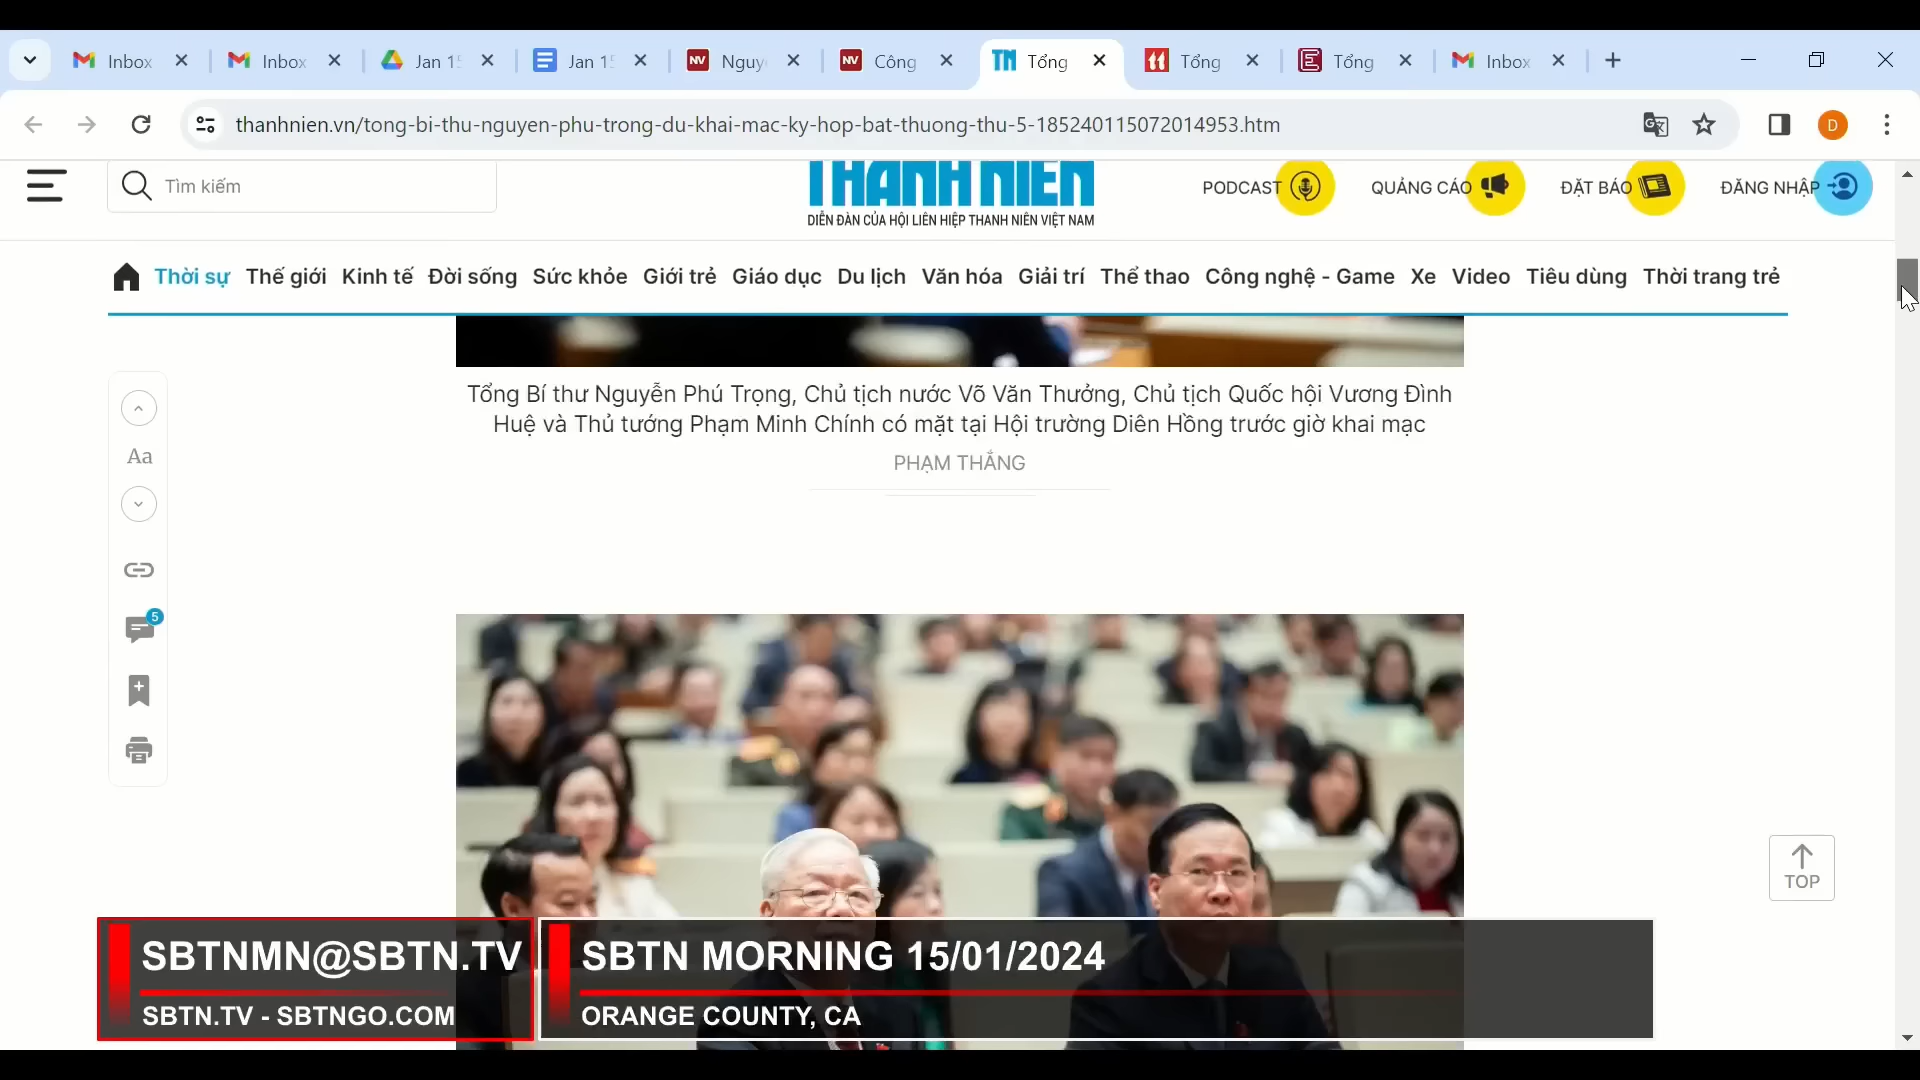 Inbox
Inbox
Jan 15
Jan 15
NV Nguy
NV Công
TN Tổng
Tổng
E Tổng
Inbox
thanhnien.vn/tong-bi-thu-nguyen-phu-trong-du-khai-mac-ky-hop-bat-thuong-thu-5-185240115072014953.htm
D
Tìm kiếm
THANH NIÊN
DIỄN ĐÀN CỦA HỘI LIÊN HIỆP THANH NIÊN VIỆT NAM
PODCAST
QUẢNG CÁO
ĐẶT BÁO
ĐĂNG NHẬP
Thời sự Thế giới Kinh tế Đời sống Sức khỏe Giới trẻ Giáo dục Du lịch Văn hóa Giải trí Thể thao Công nghệ - Game Xe Video Tiêu dùng Thời trang trẻ
Aa
5
Tổng Bí thư Nguyễn Phú Trọng, Chủ tịch nước Võ Văn Thưởng, Chủ tịch Quốc hội Vương Đình
Huệ và Thủ tướng Phạm Minh Chính có mặt tại Hội trường Diên Hồng trước giờ khai mạc
PHẠM THẮNG
TOP
SBTNMN@SBTN.TV
SBTN.TV - SBTNGO.COM
SBTN MORNING 15/01/2024
ORANGE COUNTY, CA